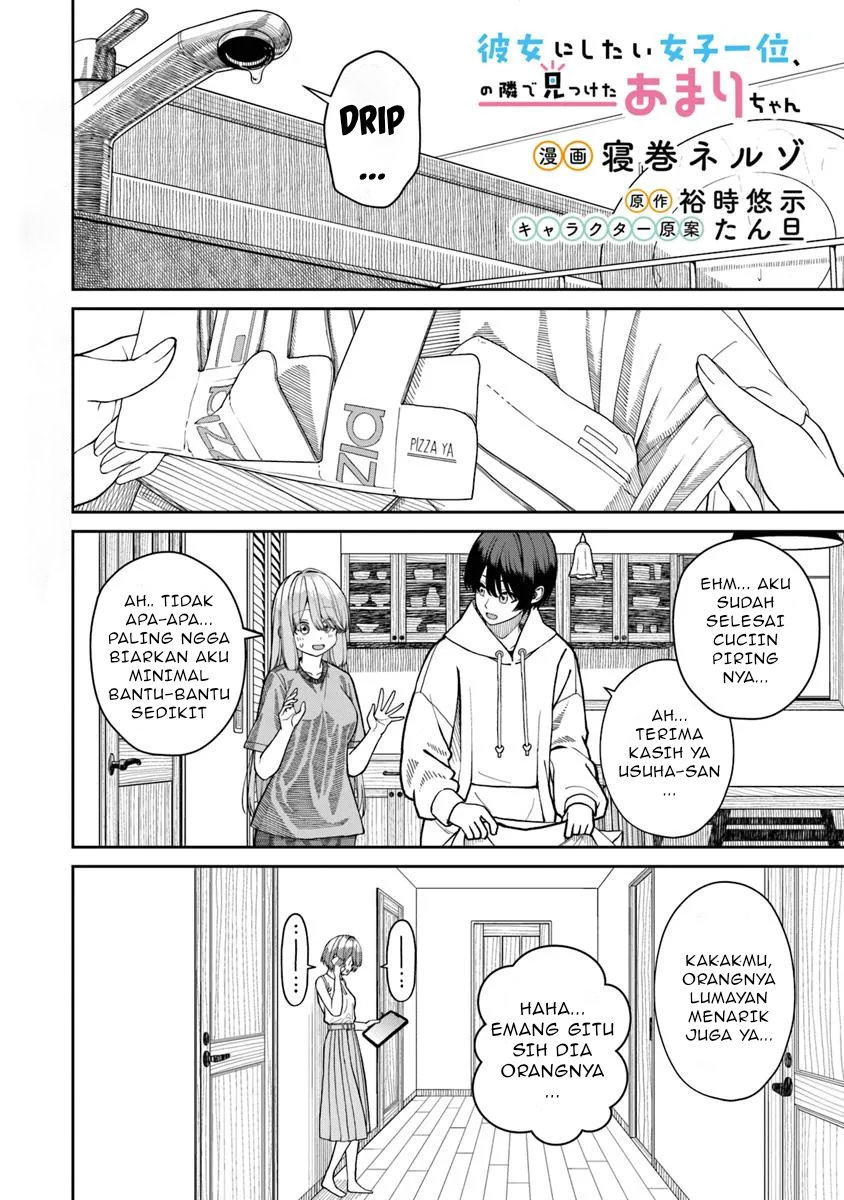 彼女にしたい女子一位、
の隣で見つけた
あまりちゃん
漫画 寝巻ネルゾ
原作 裕時悠示
キャラクター原案 たん旦
DRIP
...
PIZZA YA
EHM... AKU
SUDAH
SELESAI
CUCIIN
PIRING
NYA...
AH...
TERIMA
KASIH YA
USUHA-SAN
...
AH.. TIDAK
APA-APA...
PALING NGGA
BIARKAN AKU
MINIMAL
BANTU-BANTU
SEDIKIT
KAKAKMU,
ORANGNYA
LUMAYAN
MENARIK
JUGA YA...
HAHA...
EMANG GITU
SIH DIA
ORANGNYA
...